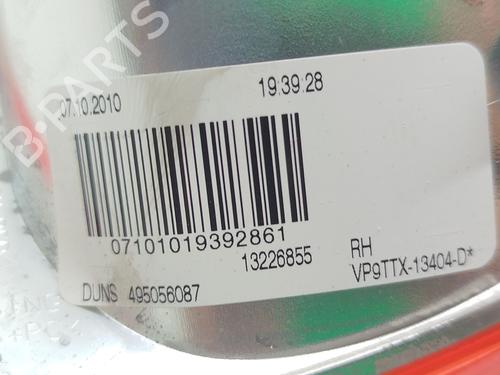 B-PARTS
07.10.2010 19:39:28
07101019392861
13226855
RH
DUNS 495056087
VP9TTX-13404-D*